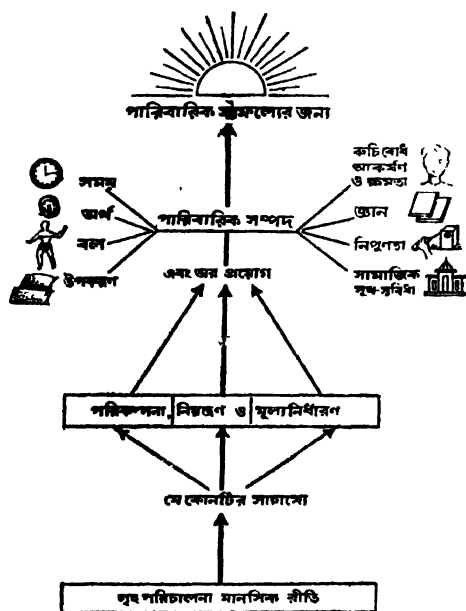 পারিবারিক সাফল্যের জন্য
সময়
অর্থ
বল
উপকরণ
পারিবারিক সম্পদ
রুচিবোধ
আকর্ষণ
ও ক্ষমতা
জ্ঞান
নিপুণতা
সামাজিক
সুখ-সুবিধা
এবং তার প্রয়োগ
পরিকল্পনা, নিয়ন্ত্রণ ও মূল্যনির্ধারণ
যে কোনটির সাহায্যে
গৃহ পরিচালনা মানসিক রীতি